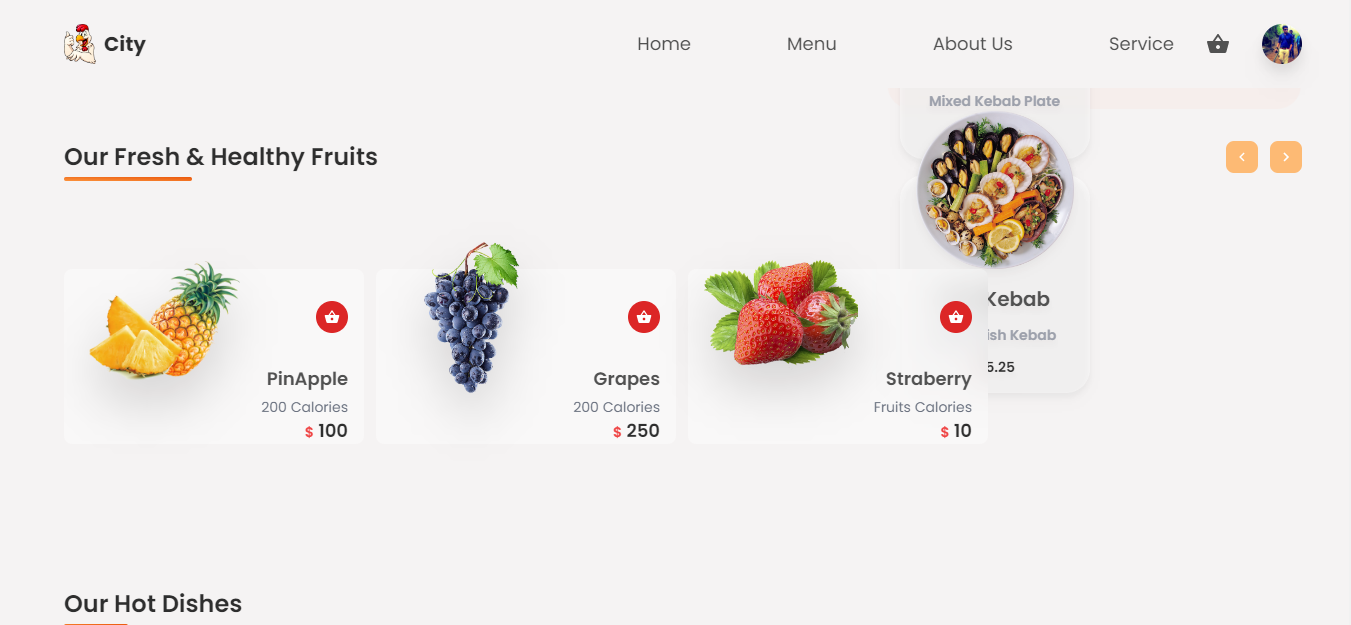 City
Home
Menu
About Us
Service
Mixed Kebab Plate
Our Fresh & Healthy Fruits
Kebab
ish Kebab
5.25
PinApple
200 Calories
$ 100
Grapes
200 Calories
$ 250
Straberry
Fruits Calories
$ 10
Our Hot Dishes